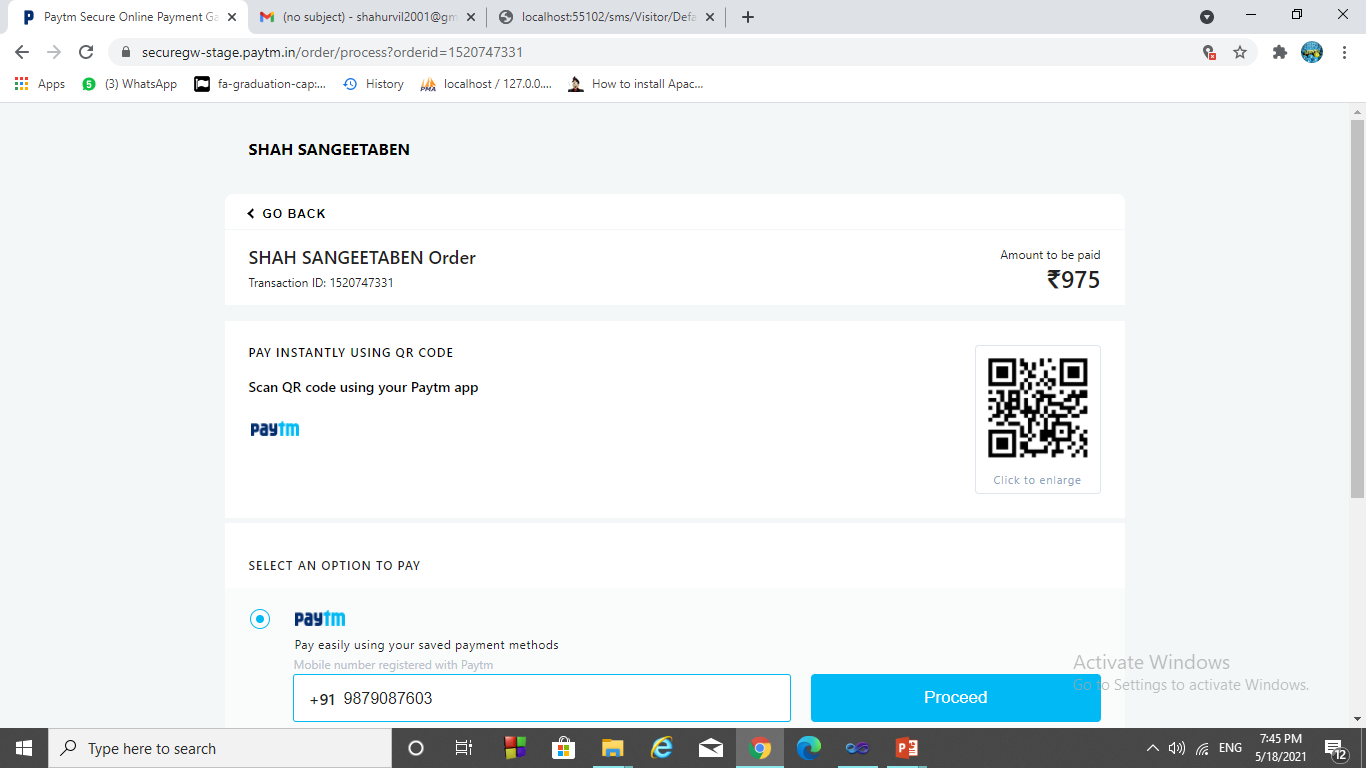 Paytm Secure Online Payment Ga
(no subject) - shahurvil2001@gm
localhost:55102/sms/Visitor/Defa
securegw-stage.paytm.in/order/process?orderid=1520747331
Apps
5
(3) WhatsApp
fa-graduation-cap:...
History
PMA
localhost / 127.0.0....
How to install Apac...
SHAH SANGEETABEN
GO BACK
SHAH SANGEETABEN Order
Transaction ID: 1520747331
Amount to be paid
₹975
PAY INSTANTLY USING QR CODE
Scan QR code using your Paytm app
paytm
Click to enlarge
SELECT AN OPTION TO PAY
paytm
Pay easily using your saved payment methods
Mobile number registered with Paytm
+91 9879087603
Proceed
Activate Windows
Go to Settings to activate Windows.
Type here to search
ENG
7:45 PM
5/18/2021
12